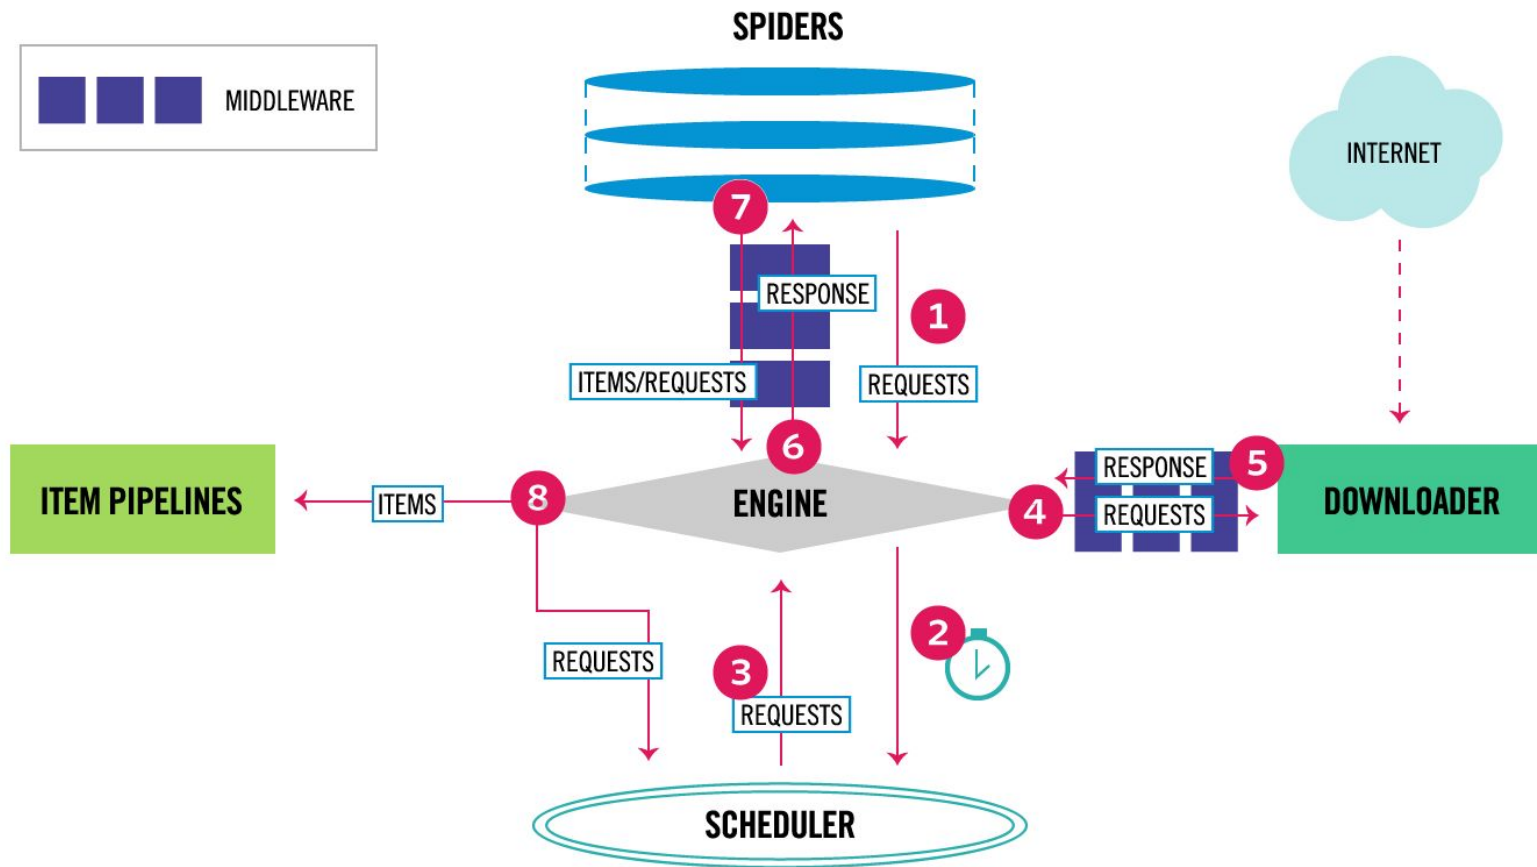 SPIDERS
MIDDLEWARE
INTERNET
7
RESPONSE
1
ITEMS/REQUESTS
REQUESTS
6
RESPONSE
5
ITEM PIPELINES
ITEMS
8
ENGINE
4
REQUESTS
DOWNLOADER
2
REQUESTS
3
REQUESTS
SCHEDULER